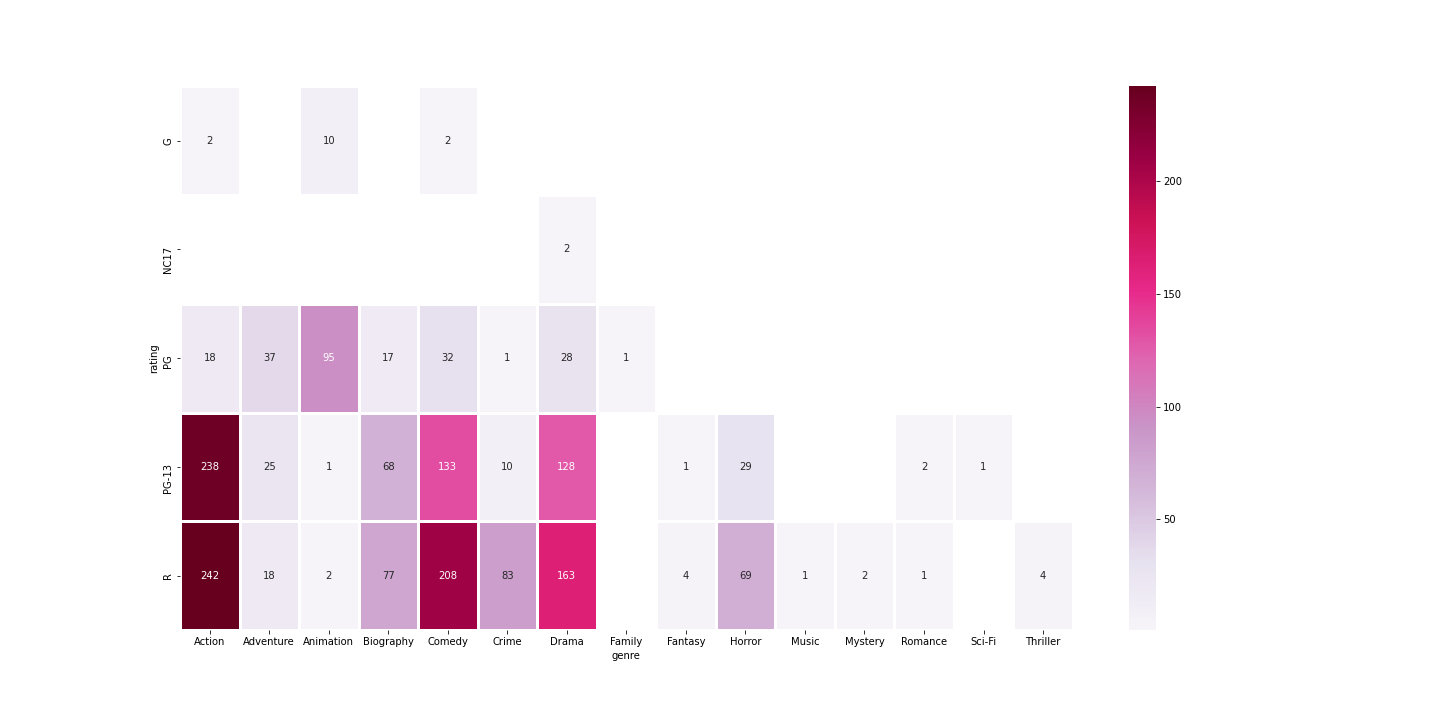 G
2 10 2
NC17
2
200
150
rating
PG
18 37 95 17 32 1 28 1
100
PG-13
238 25 1 68 133 10 128 1 29 2 1
50
R
242 18 2 77 208 83 163 4 69 1 2 1 4
Action Adventure Animation Biography Comedy Crime Drama Family Fantasy Horror Music Mystery Romance Sci-Fi Thriller
genre